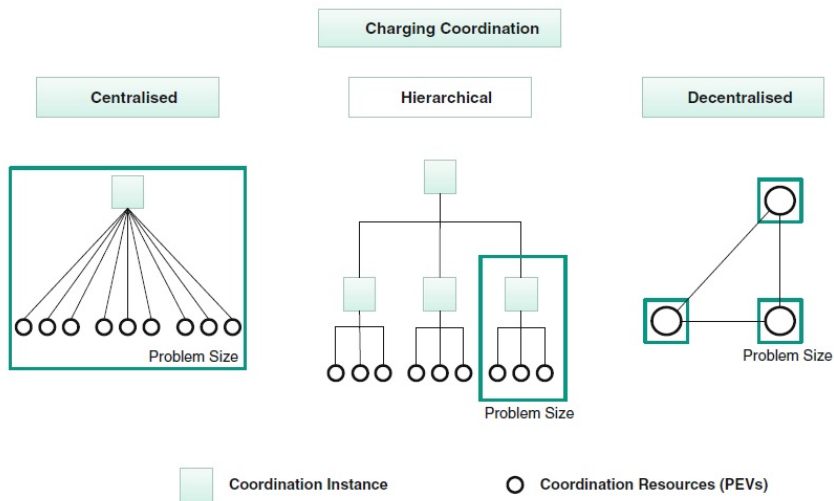 Charging Coordination
Centralised
Hierarchical
Decentralised
Problem Size
Problem Size
Problem Size
Coordination Instance
Coordination Resources (PEVs)